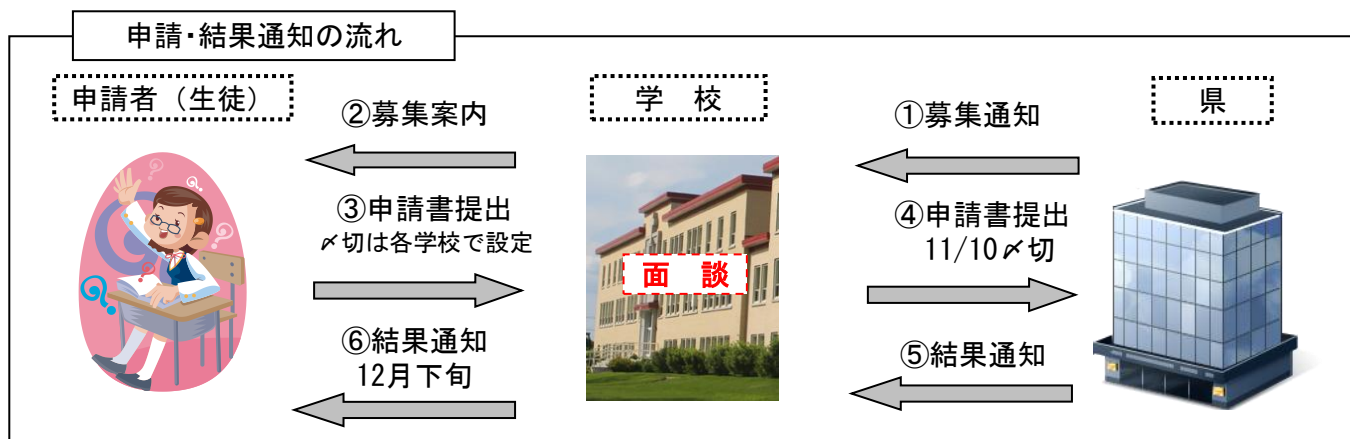 申請・結果通知の流れ
申請者（生徒）
学　校
県
②募集案内
①募集通知
③申請書提出
〆切は各学校で設定
④申請書提出
11/10〆切
面　談
⑥結果通知
12月下旬
⑤結果通知